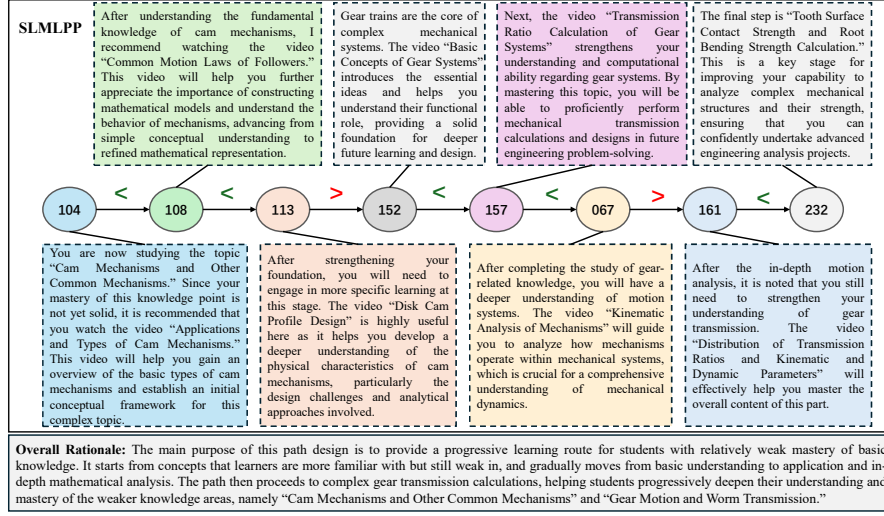 SLMLPP
After understanding the fundamental
knowledge of cam mechanisms, I
recommend watching the video
“Common Motion Laws of Followers.”
This video will help you further
appreciate the importance of constructing
mathematical models and understand the
behavior of mechanisms, advancing from
simple conceptual understanding to
refined mathematical representation.
Gear trains are the core of
complex mechanical
systems. The video “Basic
Concepts of Gear Systems”
introduces the essential
ideas and helps you
understand their functional
role, providing a solid
foundation for deeper
future learning and design.
Next, the video “Transmission
Ratio Calculation of Gear
Systems” strengthens your
understanding and computational
ability regarding gear systems. By
mastering this topic, you will be
able to proficiently perform
mechanical transmission
calculations and designs in future
engineering problem-solving.
The final step is “Tooth Surface
Contact Strength and Root
Bending Strength Calculation.”
This is a key stage for
improving your capability to
analyze complex mechanical
structures and their strength,
ensuring that you can
confidently undertake advanced
engineering analysis projects.
104 < 108 < 113 > 152 < 157 < 067 > 161 < 232
You are now studying the topic
“Cam Mechanisms and Other
Common Mechanisms.” Since your
mastery of this knowledge point is
not yet solid, it is recommended that
you watch the video “Applications
and Types of Cam Mechanisms.”
This video will help you gain an
overview of the basic types of cam
mechanisms and establish an initial
conceptual framework for this
complex topic.
After strengthening your
foundation, you will need to
engage in more specific learning at
this stage. The video “Disk Cam
Profile Design” is highly useful
here as it helps you develop a
deeper understanding of the
physical characteristics of cam
mechanisms, particularly the
design challenges and analytical
approaches involved.
After completing the study of gear-
related knowledge, you will have a
deeper understanding of motion
systems. The video “Kinematic
Analysis of Mechanisms” will guide
you to analyze how mechanisms
operate within mechanical systems,
which is crucial for a comprehensive
understanding of mechanical
dynamics.
After the in-depth motion
analysis, it is noted that you still
need to strengthen your
understanding of gear
transmission. The video
“Distribution of Transmission
Ratios and Kinematic and
Dynamic Parameters” will
effectively help you master the
overall content of this part.
Overall Rationale: The main purpose of this path design is to provide a progressive learning route for students with relatively weak mastery of basic
knowledge. It starts from concepts that learners are more familiar with but still weak in, and gradually moves from basic understanding to application and in-
depth mathematical analysis. The path then proceeds to complex gear transmission calculations, helping students progressively deepen their understanding and
mastery of the weaker knowledge areas, namely “Cam Mechanisms and Other Common Mechanisms” and “Gear Motion and Worm Transmission.”